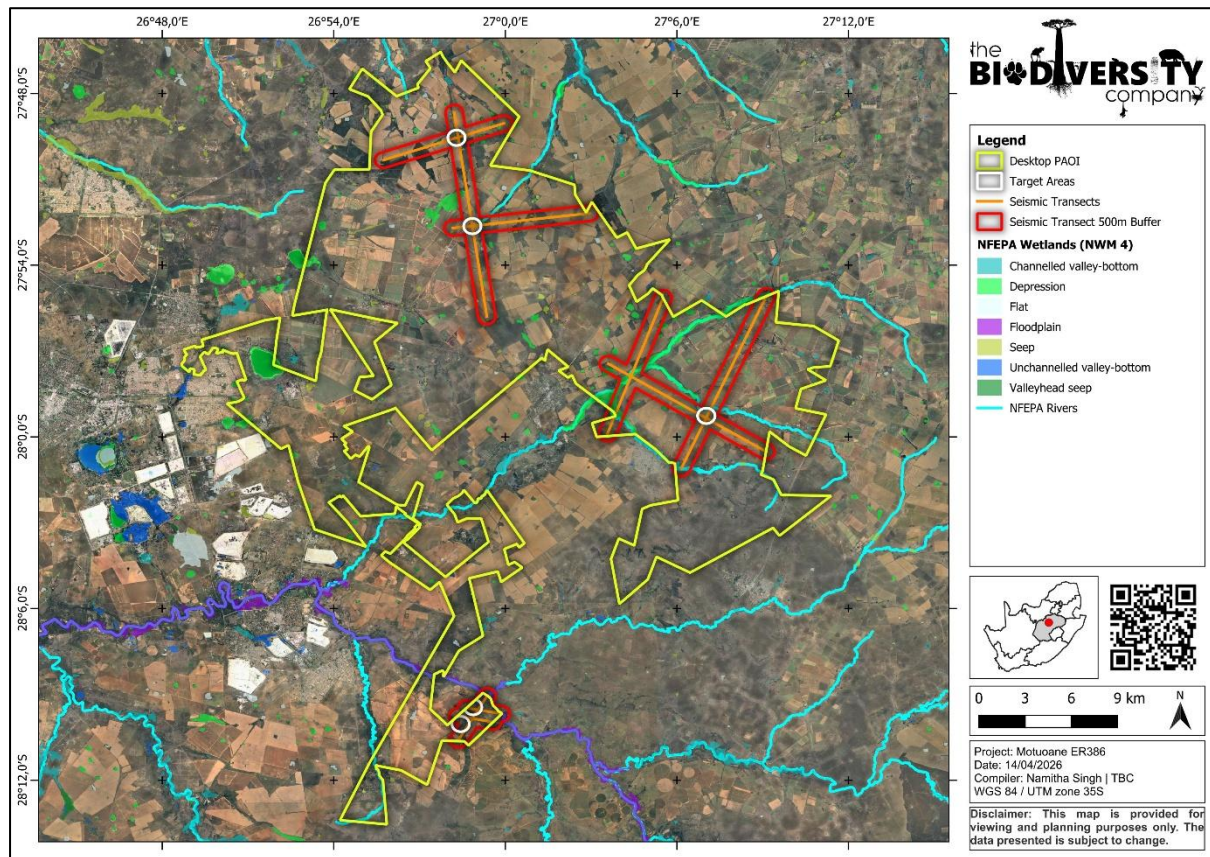 26°48,0'E 26°54,0'E 27°0,0'E 27°6,0'E 27°12,0'E
27°48,0'S
27°54,0'S
28°0,0'S
28°6,0'S
28°12,0'S
the
BIODIVERSITY
company
Legend
Desktop PAOI
Target Areas
Seismic Transects
Seismic Transect 500m Buffer
NFEPA Wetlands (NWM 4)
Channelled valley-bottom
Depression
Flat
Floodplain
Seep
Unchannelled valley-bottom
Valleyhead seep
NFEPA Rivers
0 3 6 9 km
N
Project: Motuoane ER386
Date: 14/04/2026
Compiler: Namitha Singh | TBC
WGS 84 / UTM zone 35S
Disclaimer: This map is provided for
viewing and planning purposes only. The
data presented is subject to change.